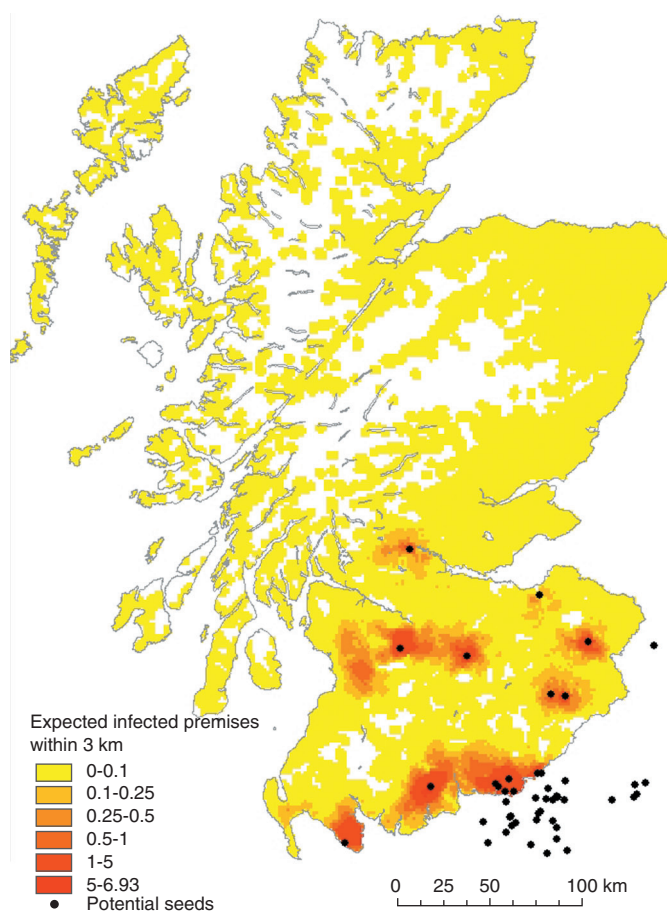 Expected infected premises
within 3 km
0-0.1
0.1-0.25
0.25-0.5
0.5-1
1-5
5-6.93
Potential seeds
0 25 50 100 km